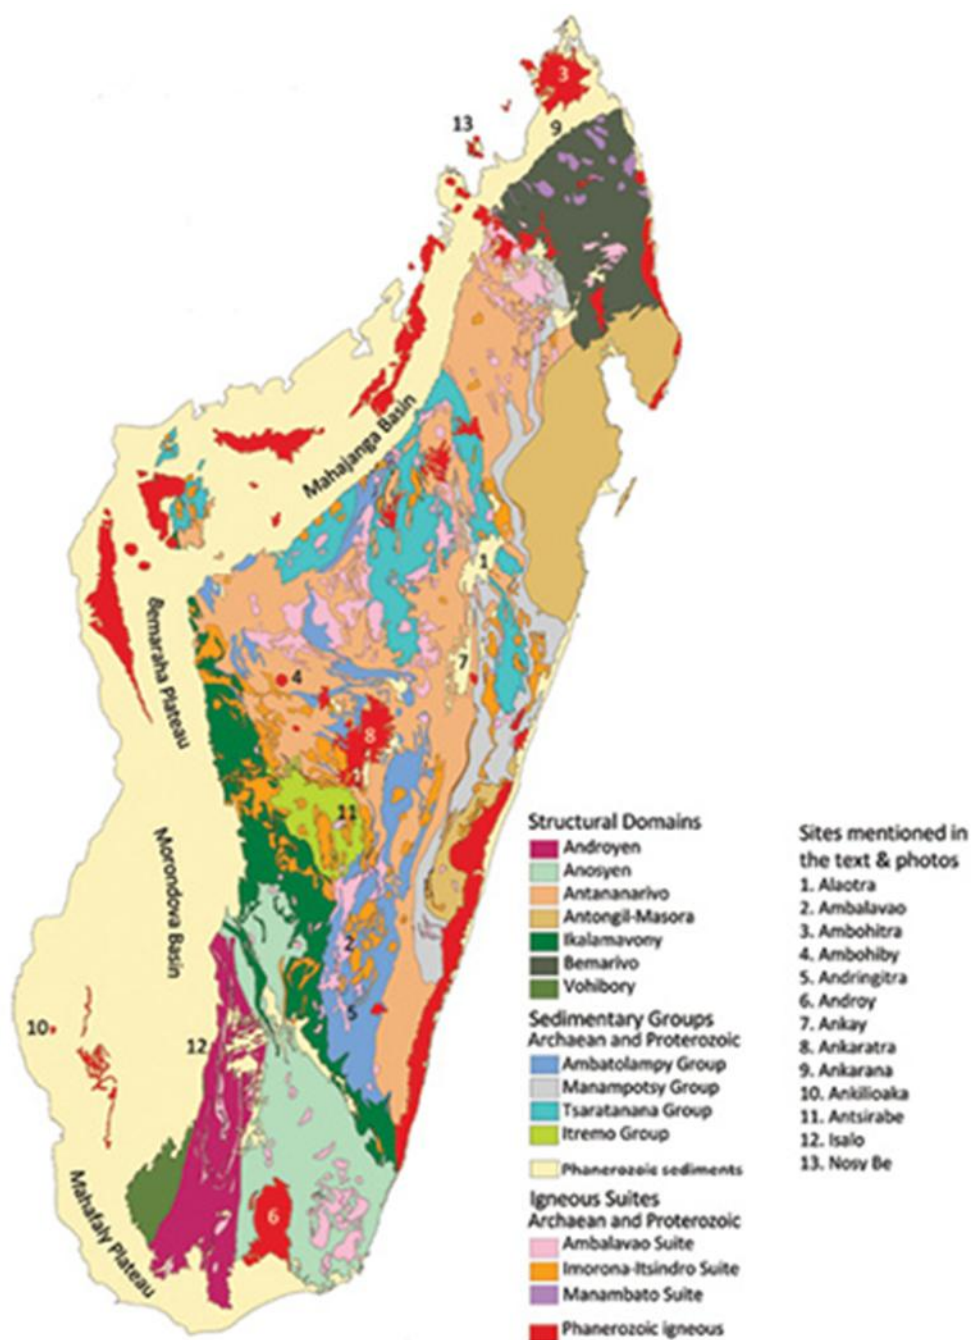 3
13
9
Mahajanga Basin
1
Bemaraha Plateau
7
4
8
11
Morondova Basin
2
5
10
12
6
Mahafaly Plateau
Structural Domains
Androyen
Anosyen
Antananarivo
Antongil-Masora
Ikalamavony
Bemarivo
Vohibory
Sedimentary Groups
Archaean and Proterozoic
Ambatolampy Group
Manampotsy Group
Tsaratanana Group
Itremo Group
Phanerozoic sediments
Igneous Suites
Archaean and Proterozoic
Ambalavao Suite
Imorona-Itsindro Suite
Manambato Suite
Phanerozoic igneous
Sites mentioned in
the text & photos
1. Alaotra
2. Ambalavao
3. Ambohitra
4. Ambohiby
5. Andringitra
6. Androy
7. Ankay
8. Ankaratra
9. Ankarana
10. Ankilioaka
11. Antsirabe
12. Isalo
13. Nosy Be